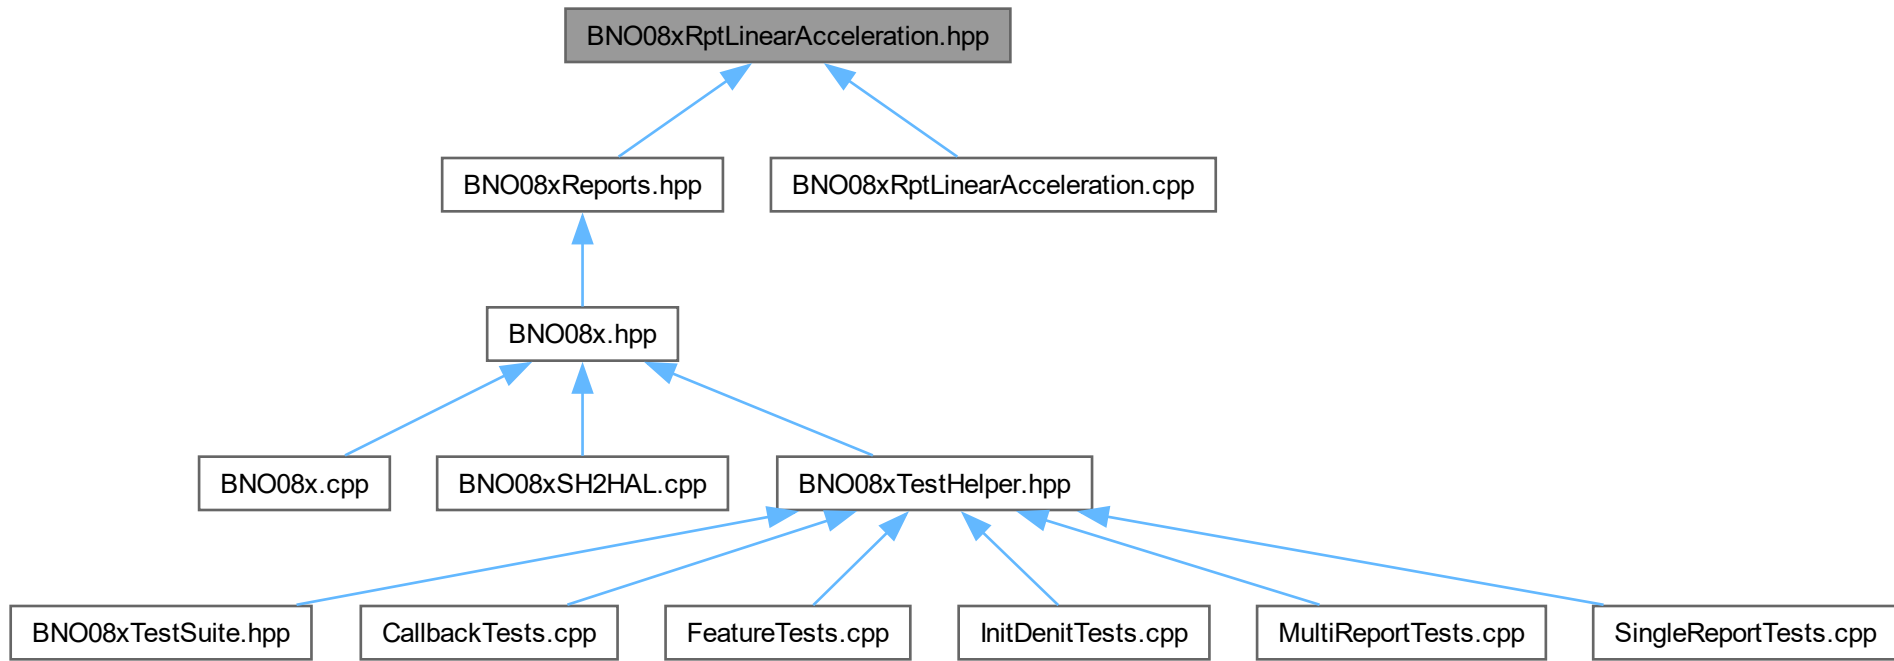 BNO08xRptLinearAcceleration.hpp
BNO08xReports.hpp
BNO08xRptLinearAcceleration.cpp
BNO08x.hpp
BNO08x.cpp
BNO08xSH2HAL.cpp
BNO08xTestHelper.hpp
BNO08xTestSuite.hpp
CallbackTests.cpp
FeatureTests.cpp
InitDenitTests.cpp
MultiReportTests.cpp
SingleReportTests.cpp